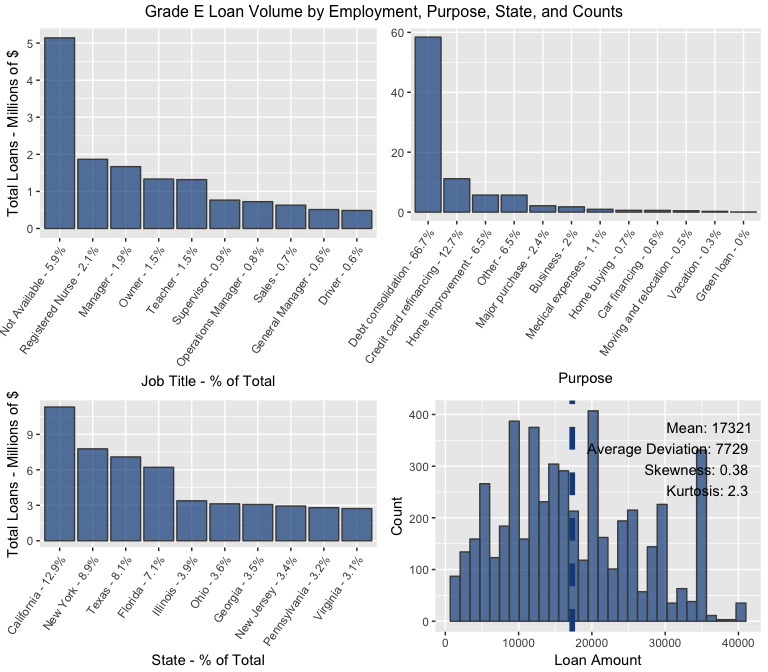 Grade E Loan Volume by Employment, Purpose, State, and Counts
Total Loans - Millions of $
5
4
3
2
1
0
Not Available - 5.9%
Registered Nurse - 2.1%
Manager - 1.9%
Owner - 1.5%
Teacher - 1.5%
Supervisor - 0.9%
Operations Manager - 0.8%
Sales - 0.7%
General Manager - 0.6%
Driver - 0.6%
Job Title - % of Total
60
40
20
0
Debt consolidation - 66.7%
Credit card refinancing - 12.7%
Home improvement - 6.5%
Other - 6.5%
Major purchase - 2.4%
Business - 2%
Medical expenses - 1.1%
Home buying - 0.7%
Car financing - 0.6%
Moving and relocation - 0.5%
Vacation - 0.3%
Green loan - 0%
Purpose
Total Loans - Millions of $
9
6
3
0
California - 12.9%
New York - 8.9%
Texas - 8.1%
Florida - 7.1%
Illinois - 3.9%
Ohio - 3.6%
Georgia - 3.5%
New Jersey - 3.4%
Pennsylvania - 3.2%
Virginia - 3.1%
State - % of Total
Count
400
300
200
100
0
Mean: 17321
Average Deviation: 7729
Skewness: 0.38
Kurtosis: 2.3
0
10000
20000
30000
40000
Loan Amount